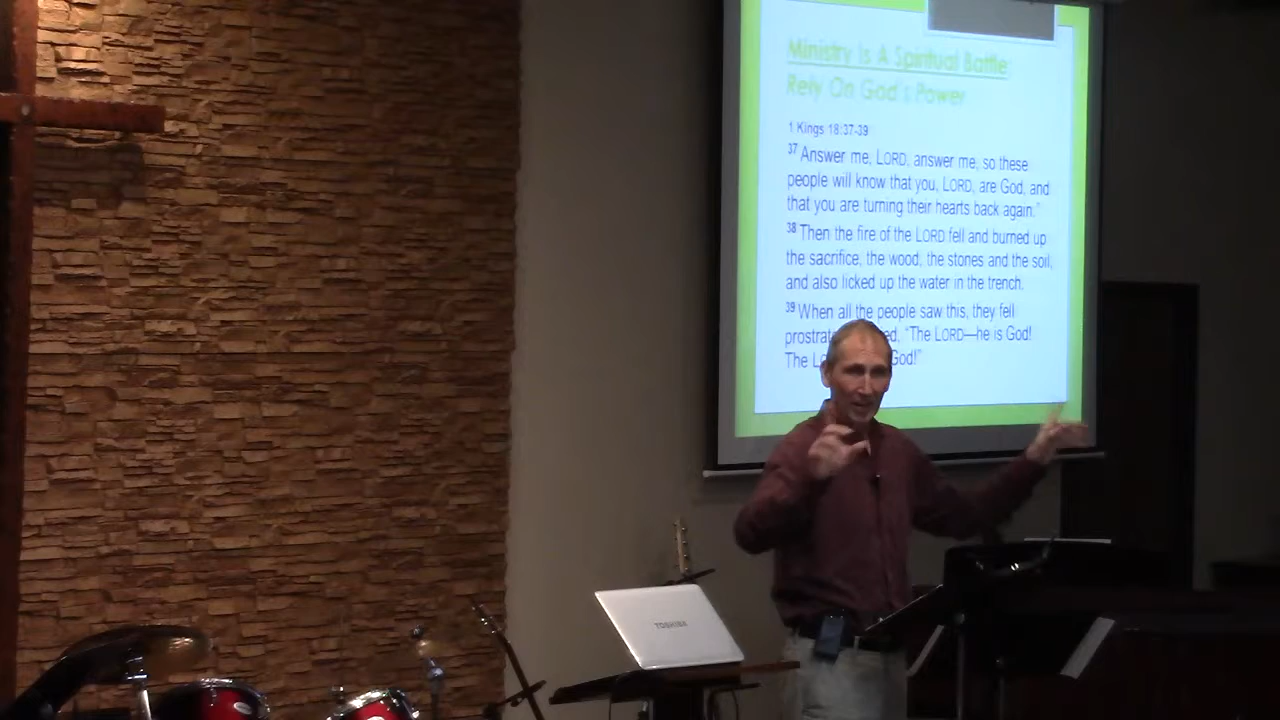 Ministry Is A Spiritual Battle:
Rely On God's Power
1 Kings 18:37-39
37 Answer me, LORD, answer me, so these
people will know that you, LORD, are God, and
that you are turning their hearts back again."
38 Then the fire of the LORD fell and burned up
the sacrifice, the wood, the stones and the soil,
and also licked up the water in the trench.
39 When all the people saw this, they fell
prostrate ed, "The LORD—he is God!
The Lo God!"
TOSHIBA